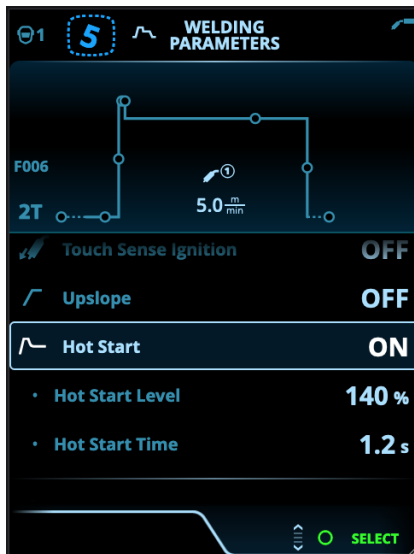 1
5
WELDING
PARAMETERS
F006
1
2T
5.0 m/min
Touch Sense Ignition OFF
Upslope OFF
Hot Start ON
• Hot Start Level 140 %
• Hot Start Time 1.2 s
SELECT